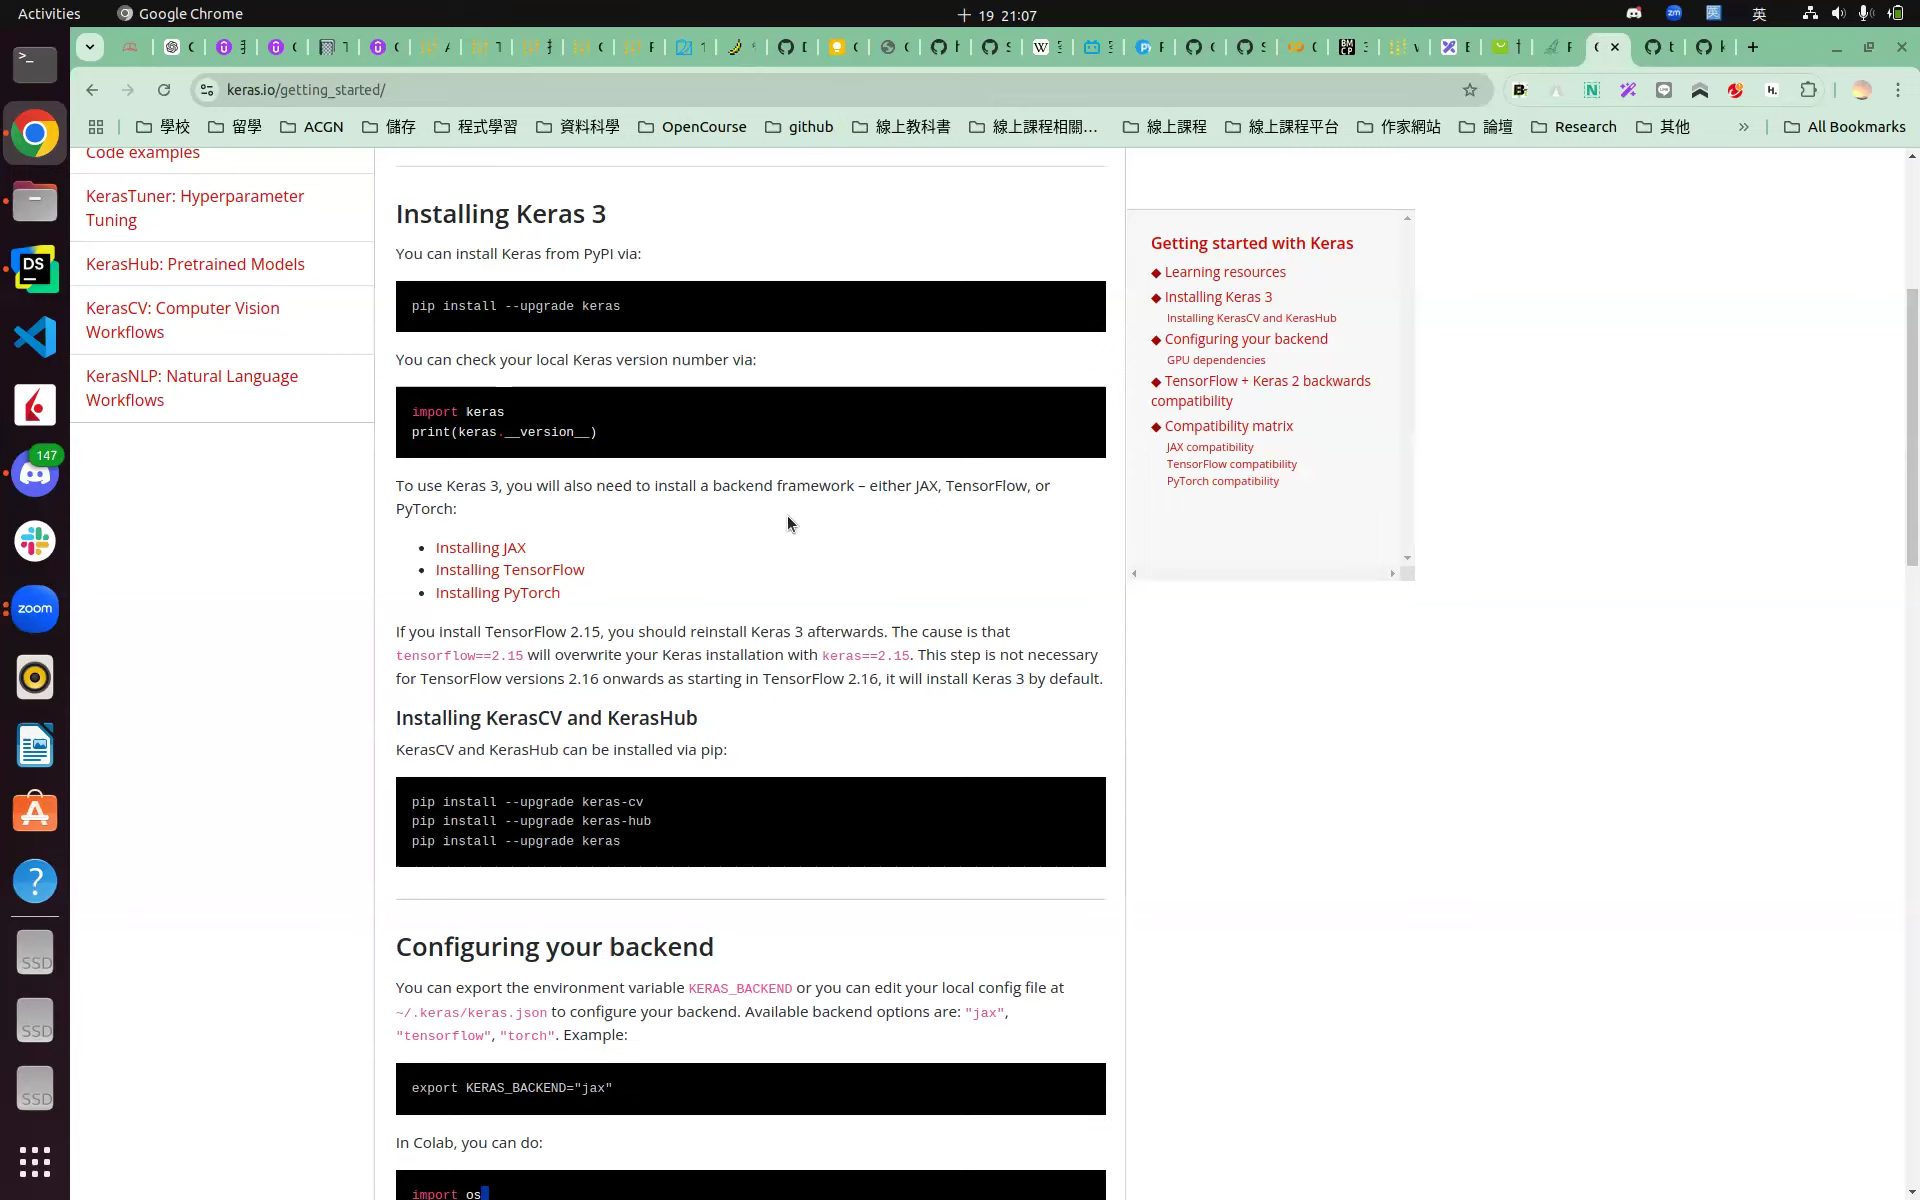 Activities
Google Chrome
19 21:07
英
keras.io/getting_started/
學校
留學
ACGN
儲存
程式學習
資料科學
OpenCourse
github
線上教科書
線上課程相關...
線上課程
線上課程平台
作家網站
論壇
Research
其他
»
All Bookmarks
Code examples
KerasTuner: Hyperparameter
Tuning
KerasHub: Pretrained Models
KerasCV: Computer Vision
Workflows
KerasNLP: Natural Language
Workflows
Installing Keras 3
You can install Keras from PyPI via:
pip install --upgrade keras
You can check your local Keras version number via:
import keras
print(keras.__version__)
To use Keras 3, you will also need to install a backend framework – either JAX, TensorFlow, or
PyTorch:
• Installing JAX
• Installing TensorFlow
• Installing PyTorch
If you install TensorFlow 2.15, you should reinstall Keras 3 afterwards. The cause is that
tensorflow==2.15 will overwrite your Keras installation with keras==2.15. This step is not necessary
for TensorFlow versions 2.16 onwards as starting in TensorFlow 2.16, it will install Keras 3 by default.
Installing KerasCV and KerasHub
KerasCV and KerasHub can be installed via pip:
pip install --upgrade keras-cv
pip install --upgrade keras-hub
pip install --upgrade keras
Configuring your backend
You can export the environment variable KERAS_BACKEND or you can edit your local config file at
~/.keras/keras.json to configure your backend. Available backend options are: "jax",
"tensorflow", "torch". Example:
export KERAS_BACKEND="jax"
In Colab, you can do:
import os
Getting started with Keras
◆ Learning resources
◆ Installing Keras 3
Installing KerasCV and KerasHub
◆ Configuring your backend
GPU dependencies
◆ TensorFlow + Keras 2 backwards
compatibility
◆ Compatibility matrix
JAX compatibility
TensorFlow compatibility
PyTorch compatibility
DS
147
zoom
SSD
SSD
SSD